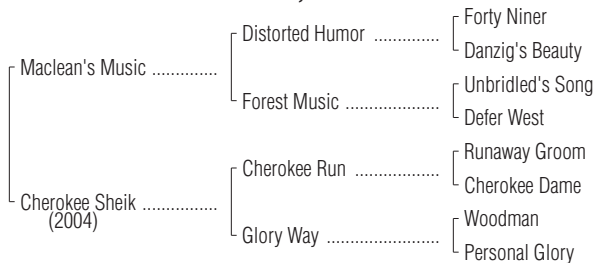 Forty Niner
Distorted Humor ..............
Danzig's Beauty
Maclean's Music ..............
Unbridled's Song
Forest Music ....................
Defer West
Runaway Groom
Cherokee Run ..................
Cherokee Dame
Cherokee Sheik ................
(2004)
Woodman
Glory Way ........................
Personal Glory